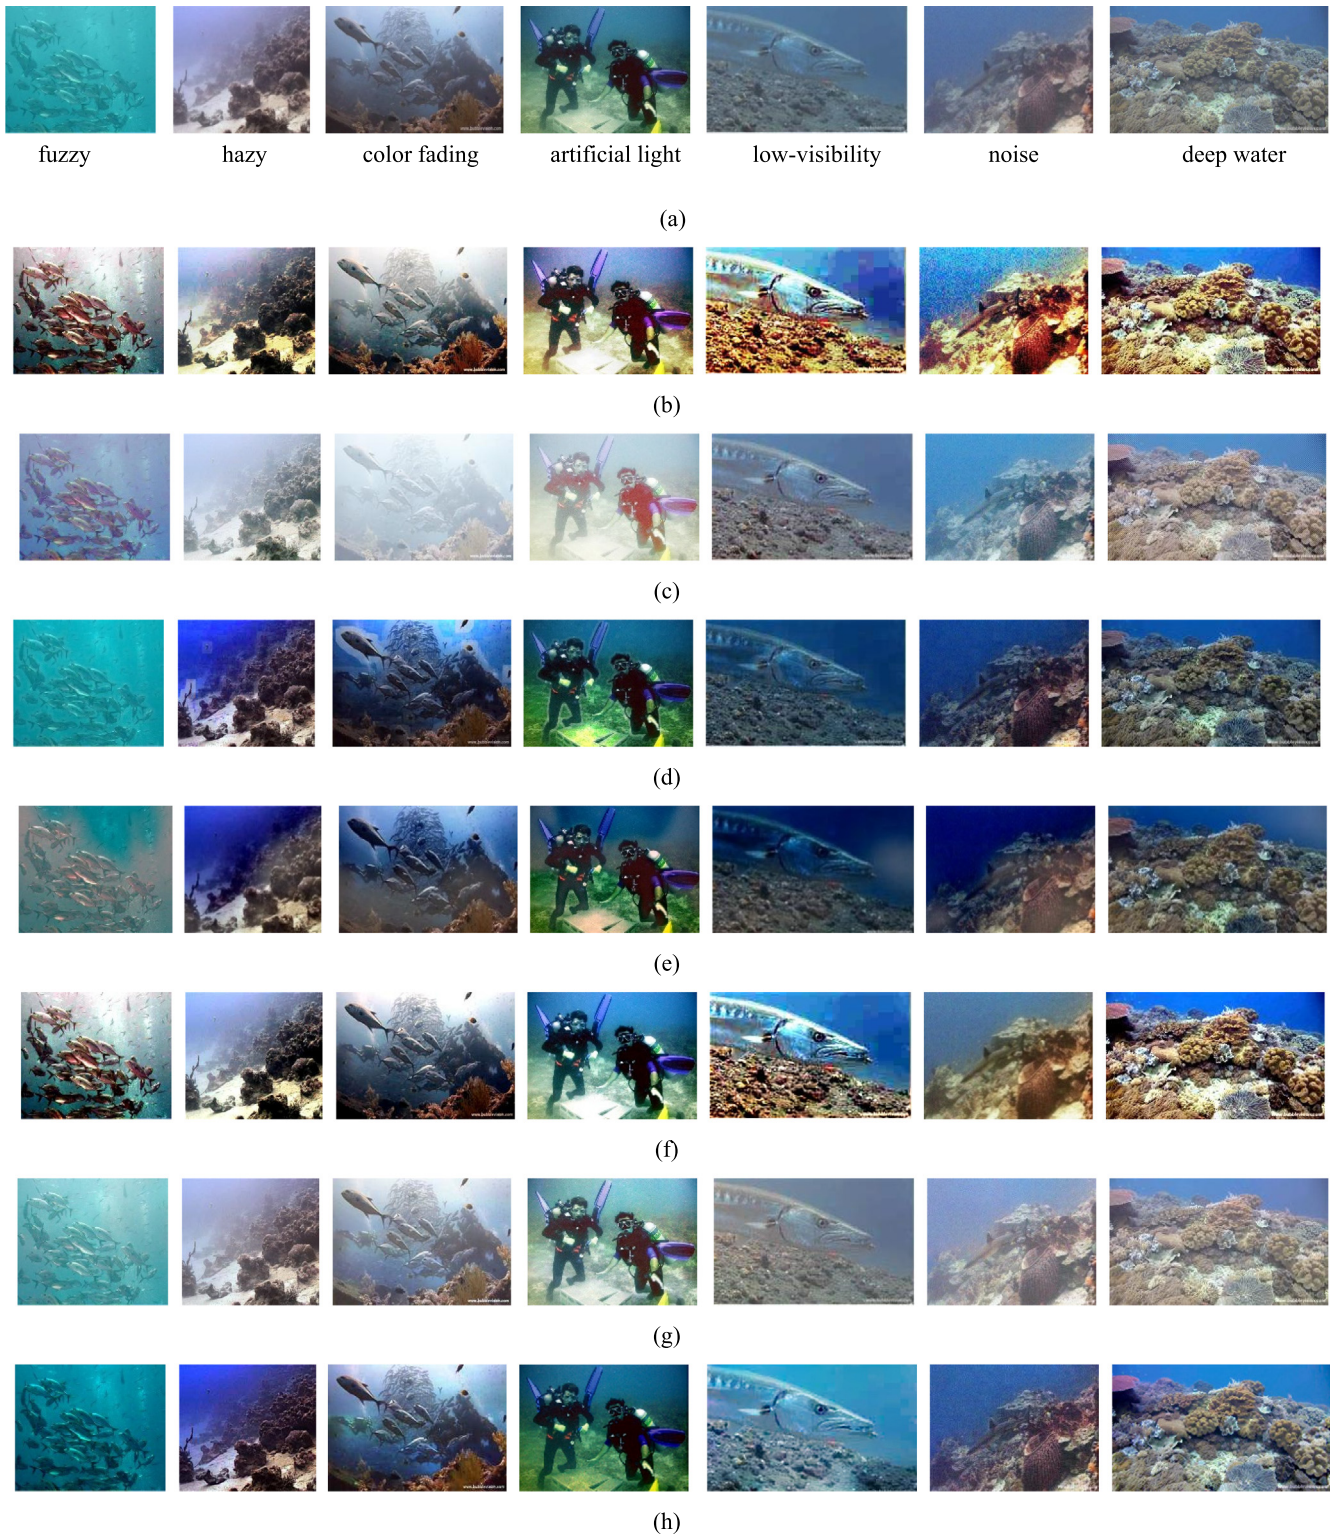 fuzzy hazy color fading artificial light low-visibility noise deep water
(a)
(b)
(c)
(d)
(e)
(f)
(g)
(h)